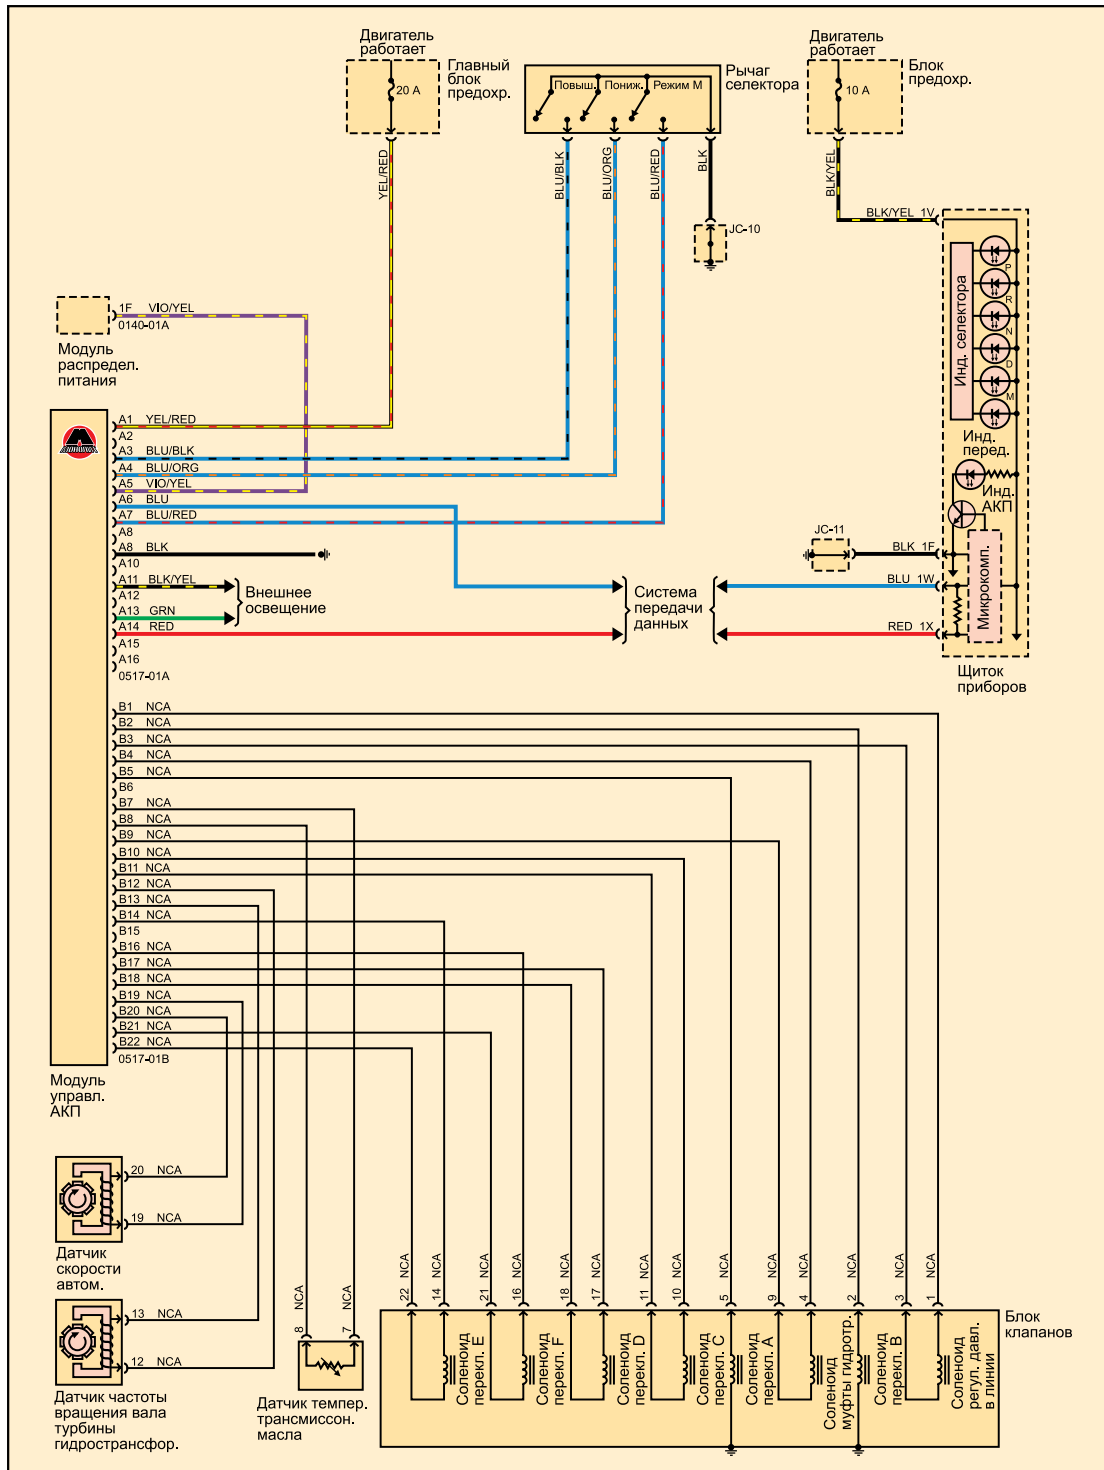 Двигатель
работает
20 A
Главный
блок
предохр.
Повыш.
Пониж.
Режим М
Рычаг
селектора
Двигатель
работает
10 A
Блок
предохр.
YEL/RED
BLU/BLK
BLU/ORG
BLU/RED
BLK
JC-10
BLK/YEL
BLK/YEL 1V
Инд. селектора
P
R
N
D
M
Инд.
перед.
Инд.
АКП
Микрокомп.
JC-11
BLK 1F
BLU 1W
RED 1X
Щиток
приборов
1F VIO/YEL
0140-01A
Модуль
распредел.
питания
A1 YEL/RED
A2
A3 BLU/BLK
A4 BLU/ORG
A5 VIO/YEL
A6 BLU
A7 BLU/RED
A8
A8 BLK
A10
A11 BLK/YEL
A12
A13 GRN
A14 RED
A15
A16
0517-01A
Внешнее
освещение
Система
передачи
данных
B1 NCA
B2 NCA
B3 NCA
B4 NCA
B5 NCA
B6
B7 NCA
B8 NCA
B9 NCA
B10 NCA
B11 NCA
B12 NCA
B13 NCA
B14 NCA
B15
B16 NCA
B17 NCA
B18 NCA
B19 NCA
B20 NCA
B21 NCA
B22 NCA
0517-01B
Модуль
управл.
АКП
20 NCA
19 NCA
Датчик
скорости
автом.
13 NCA
12 NCA
Датчик частоты
вращения вала
турбины
гидротрансфор.
8 NCA
7 NCA
Датчик темпер.
трансмиссон.
масла
22 NCA
14 NCA
21 NCA
16 NCA
18 NCA
17 NCA
11 NCA
10 NCA
5 NCA
9 NCA
4 NCA
2 NCA
3 NCA
1 NCA
Блок
клапанов
Соленоид
перекл. E
Соленоид
перекл. F
Соленоид
перекл. D
Соленоид
перекл. C
Соленоид
перекл. A
Соленоид
муфты гидротр.
Соленоид
перекл. B
Соленоид
регул. давл.
в линии